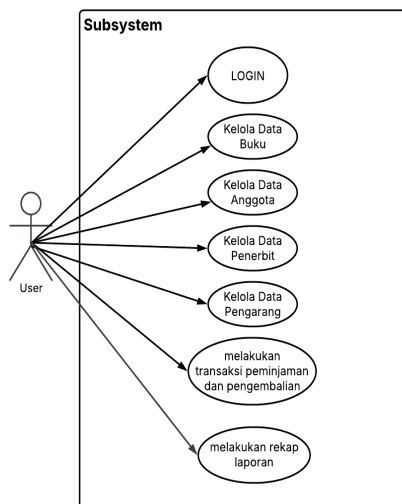 Subsystem
LOGIN
Kelola Data
Buku
Kelola Data
Anggota
Kelola Data
Penerbit
User
Kelola Data
Pengarang
melakukan
transaksi peminjaman
dan pengembalian
melakukan rekap
laporan